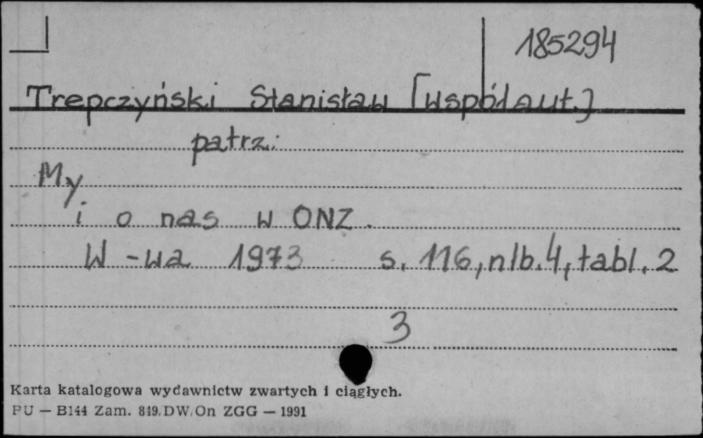 185294
Trepczyński Stanisław [współaut.]
patrz:
My
i o nas w ONZ.
W-wa 1973 s. 116, nlb. 4, tabl. 2
3
Karta katalogowa wydawnictw zwartych i ciągłych.
PU — B144 Zam. 849. DW. On ZGG — 1991